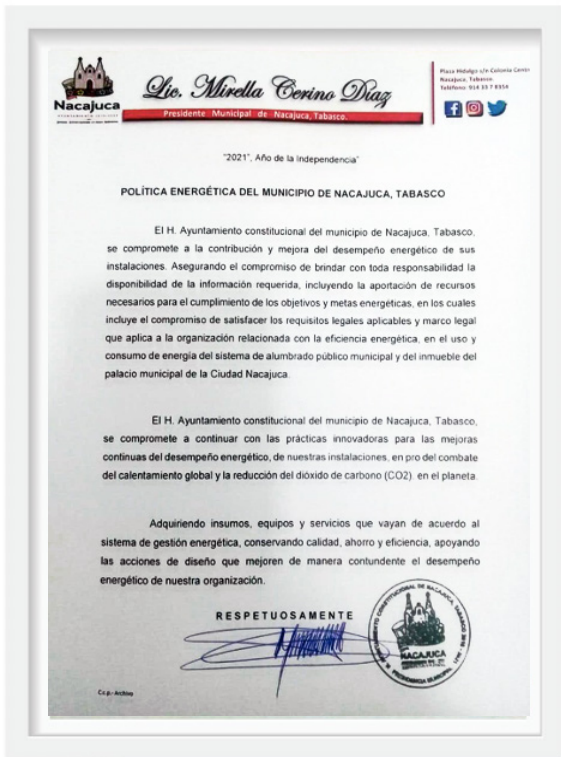 Nacajuca
Lic. Mirella Cerino Díaz
Presidente Municipal de Nacajuca, Tabasco.
Plaza Hidalgo s/n Colonia Centro
Nacajuca, Tabasco.
"2021", Año de la Independencia"
POLÍTICA ENERGÉTICA DEL MUNICIPIO DE NACAJUCA, TABASCO
El H. Ayuntamiento constitucional del municipio de Nacajuca, Tabasco,
se compromete a la contribución y mejora del desempeño energético de sus
instalaciones. Asegurando el compromiso de brindar con toda responsabilidad la
disponibilidad de la información requerida, incluyendo la aportación de recursos
necesarios para el cumplimiento de los objetivos y metas energéticas, en los cuales
incluye el compromiso de satisfacer los requisitos legales aplicables y marco legal
que aplica a la organización relacionada con la eficiencia energética, en el uso y
consumo de energía del sistema de alumbrado público municipal y del inmueble del
palacio municipal de la Ciudad Nacajuca.
El H. Ayuntamiento constitucional del municipio de Nacajuca, Tabasco,
se compromete a continuar con las prácticas innovadoras para las mejoras
continuas del desempeño energético, de nuestras instalaciones, en pro del combate
del calentamiento global y la reducción del dióxido de carbono (CO2). en el planeta.
Adquiriendo insumos, equipos y servicios que vayan de acuerdo al
sistema de gestión energética, conservando calidad, ahorro y eficiencia, apoyando
las acciones de diseño que mejoren de manera contundente el desempeño
energético de nuestra organización.
RESPETUOSAMENTE
NACAJUCA
PRESIDENCIA MUNICIPAL
C.c.p.- Archivo